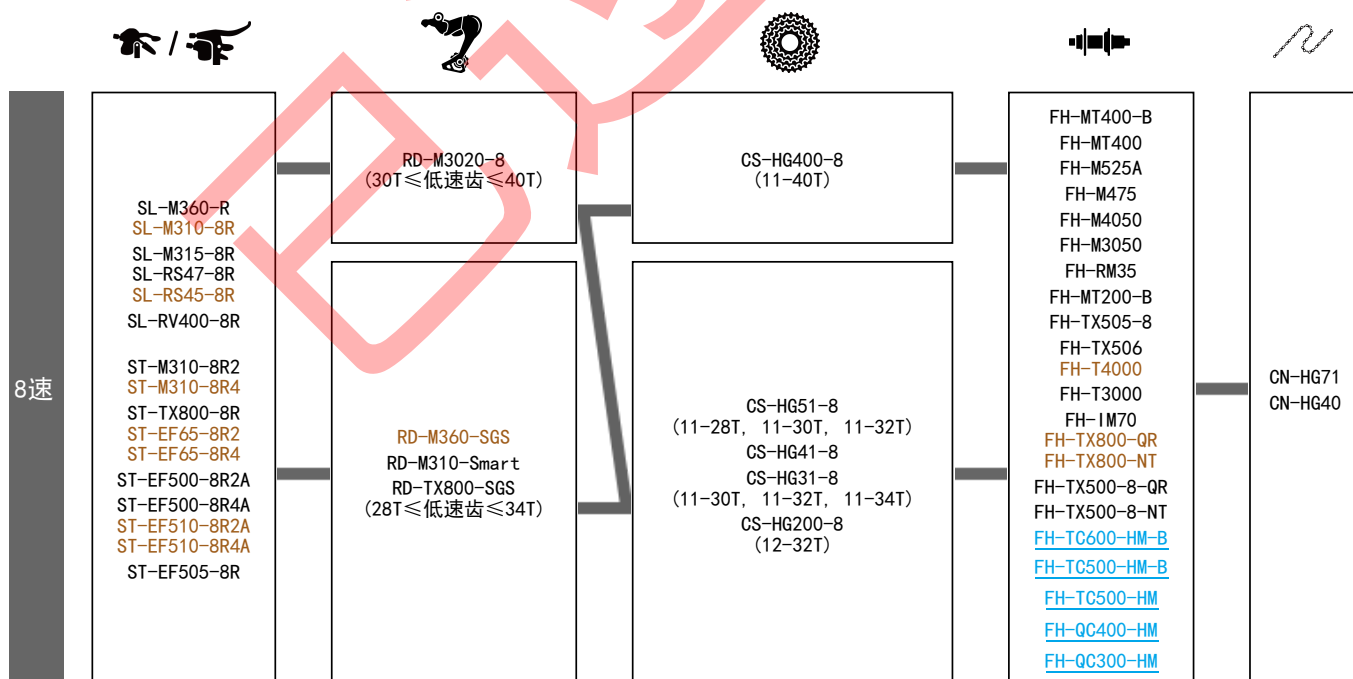 8速
SL-M360-R
SL-M310-8R
SL-M315-8R
SL-RS47-8R
SL-RS45-8R
SL-RV400-8R
ST-M310-8R2
ST-M310-8R4
ST-TX800-8R
ST-EF65-8R2
ST-EF65-8R4
ST-EF500-8R2A
ST-EF500-8R4A
ST-EF510-8R2A
ST-EF510-8R4A
ST-EF505-8R
RD-M3020-8
(30T≤低速齿≤40T)
RD-M360-SGS
RD-M310-Smart
RD-TX800-SGS
(28T≤低速齿≤34T)
CS-HG400-8
(11-40T)
CS-HG51-8
(11-28T, 11-30T, 11-32T)
CS-HG41-8
CS-HG31-8
(11-30T, 11-32T, 11-34T)
CS-HG200-8
(12-32T)
FH-MT400-B
FH-MT400
FH-M525A
FH-M475
FH-M4050
FH-M3050
FH-RM35
FH-MT200-B
FH-TX505-8
FH-TX506
FH-T4000
FH-T3000
FH-IM70
FH-TX800-QR
FH-TX800-NT
FH-TX500-8-QR
FH-TX500-8-NT
FH-TC600-HM-B
FH-TC500-HM-B
FH-TC500-HM
FH-QC400-HM
FH-QC300-HM
CN-HG71
CN-HG40